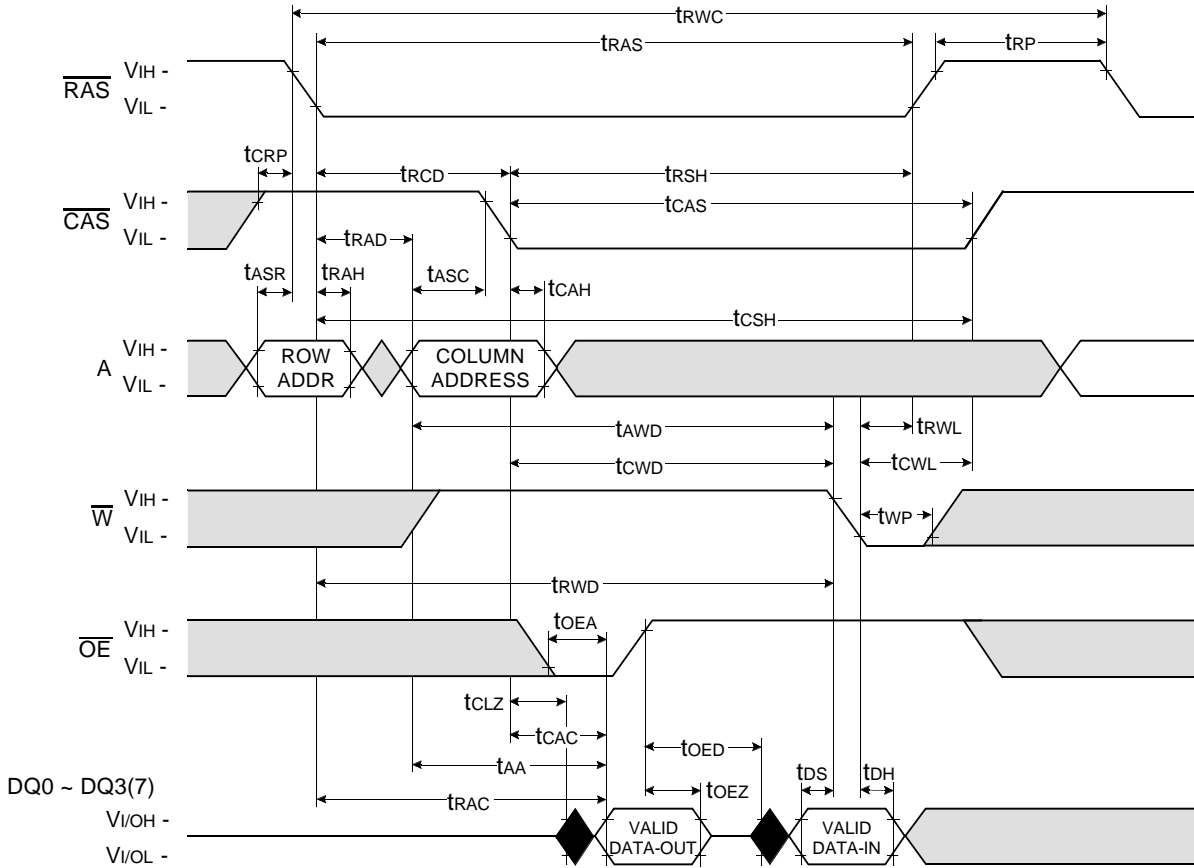 tRWC
tRAS
tRP
RAS
VIH -
VIL -
tCRP
tRCD
tRSH
CAS
VIH -
VIL -
tCAS
tRAD
tASR
tRAH
tASC
tCAH
tCSH
A
VIH -
VIL -
ROW
ADDR
COLUMN
ADDRESS
tAWD
tRWL
tCWD
tCWL
W
VIH -
VIL -
tWP
tRWD
OE
VIH -
VIL -
tOEA
tCLZ
tCAC
tOED
tAA
tOEZ
tDS
tDH
DQ0 ~ DQ3(7)
tRAC
VI/OH -
VI/OL -
VALID
DATA-OUT
VALID
DATA-IN